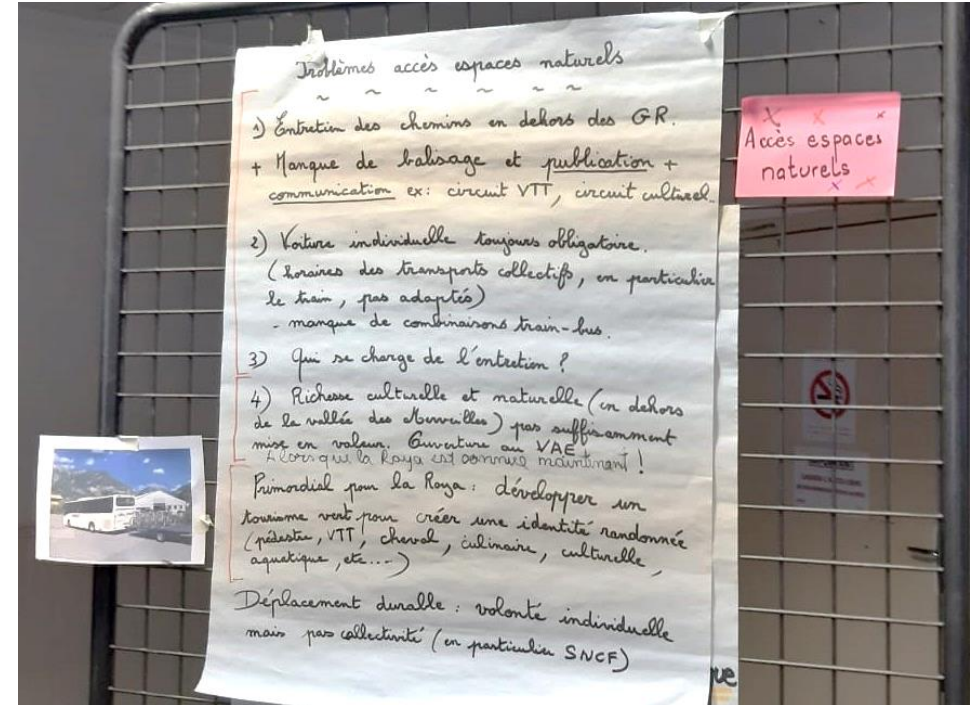 Problèmes accès espaces naturels
~ ~ ~ ~ ~ ~
1) Entretien des chemins en dehors des GR.
+ Manque de balisage et publication +
communication ex: circuit VTT, circuit culturel.
2) Voiture individuelle toujours obligatoire.
(horaires des transports collectifs, en particulier
le train, pas adaptés)
- manque de combinaisons train-bus.
3) Qui se charge de l'entretien ?
4) Richesse culturelle et naturelle (en dehors
de la vallée des Merveilles) pas suffisamment
mise en valeur. Ouverture au VAE
Alors que la Roya est connue maintenant !
Primordial pour la Roya : développer un
tourisme vert pour créer une identité randonnée
(pédestre, VTT, cheval, culinaire, culturelle,
aquatique, etc....)
Déplacement durable : volonté individuelle
mais pas collectivité (en particulier SNCF)
Accès espaces
naturels